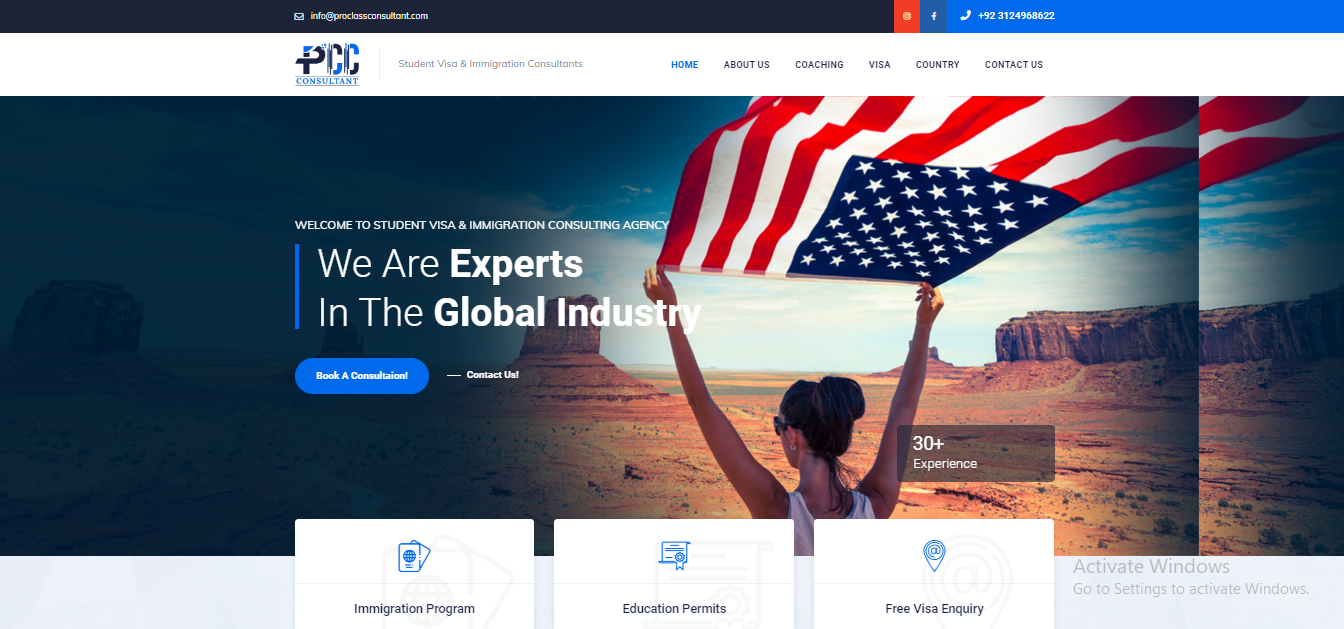 info@proclassconsultant.com
+92 3124968622
PCC
CONSULTANT
Student Visa & Immigration Consultants
HOME
ABOUT US
COACHING
VISA
COUNTRY
CONTACT US
WELCOME TO STUDENT VISA & IMMIGRATION CONSULTING AGENCY
We Are Experts
In The Global Industry
Book A Consultaion!
Contact Us!
30+
Experience
Immigration Program
Education Permits
Free Visa Enquiry
Activate Windows
Go to Settings to activate Windows.